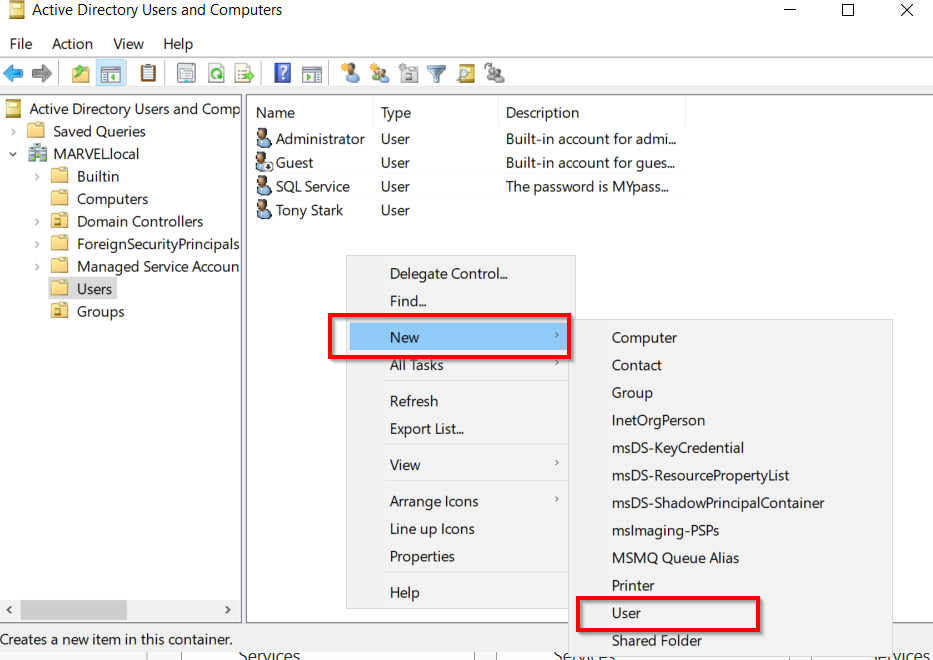 Active Directory Users and Computers
File Action View Help
Active Directory Users and Comp
Saved Queries
MARVEL.local
Builtin
Computers
Domain Controllers
ForeignSecurityPrincipals
Managed Service Accoun
Users
Groups
Name Type Description
Administrator User Built-in account for admi...
Guest User Built-in account for gues...
SQL Service User The password is MYpass...
Tony Stark User
Delegate Control...
Find...
New
All Tasks
Refresh
Export List...
View
Arrange Icons
Line up Icons
Properties
Help
Computer
Contact
Group
InetOrgPerson
msDS-KeyCredential
msDS-ResourcePropertyList
msDS-ShadowPrincipalContainer
msImaging-PSPs
MSMQ Queue Alias
Printer
User
Shared Folder
Creates a new item in this container.
Services Services Services